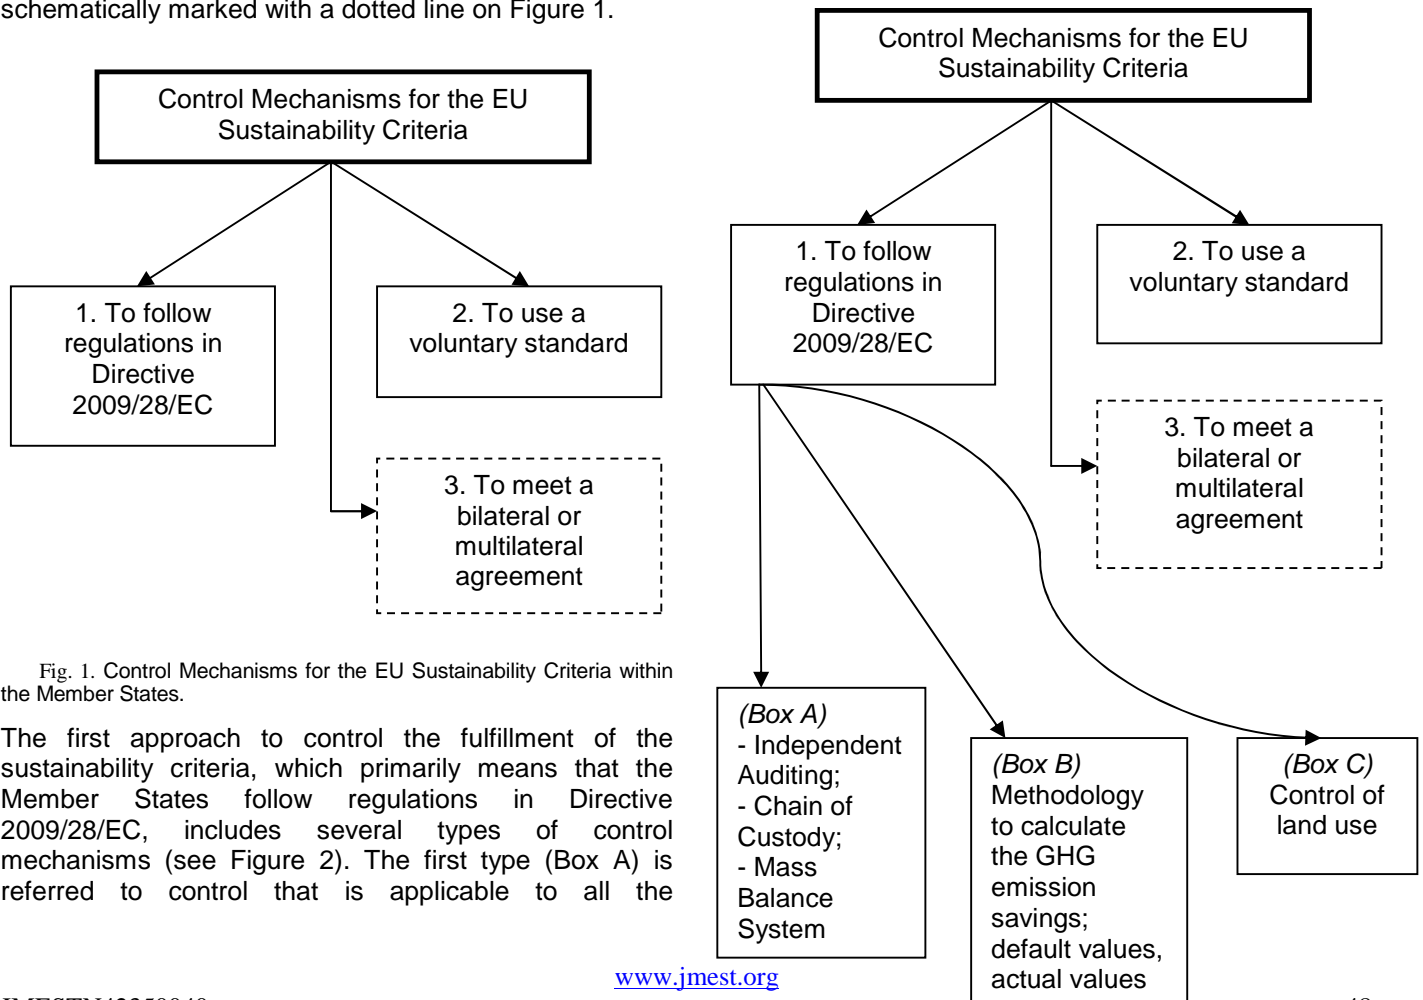 schematically marked with a dotted line on Figure 1.
Control Mechanisms for the EU
Sustainability Criteria
1. To follow
regulations in
Directive
2009/28/EC
2. To use a
voluntary standard
3. To meet a
bilateral or
multilateral
agreement
Fig. 1. Control Mechanisms for the EU Sustainability Criteria within
the Member States.
The first approach to control the fulfillment of the
sustainability criteria, which primarily means that the
Member States follow regulations in Directive
2009/28/EC, includes several types of control
mechanisms (see Figure 2). The first type (Box A) is
referred to control that is applicable to all the
Control Mechanisms for the EU
Sustainability Criteria
1. To follow
regulations in
Directive
2009/28/EC
2. To use a
voluntary standard
3. To meet a
bilateral or
multilateral
agreement
(Box A)
- Independent
Auditing;
- Chain of
Custody;
- Mass
Balance
System
(Box B)
Methodology
to calculate
the GHG
emission
savings;
default values,
actual values
(Box C)
Control of
land use
www.jmest.org